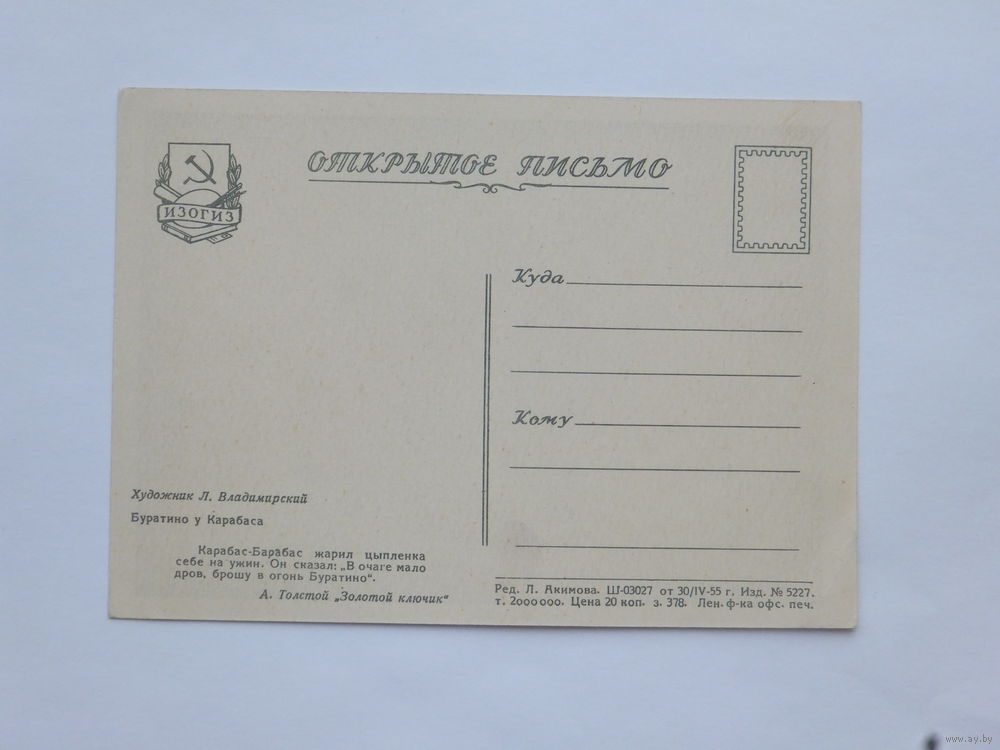 ОТКРЫТОЕ ПИСЬМО
ИЗОГИЗ
Куда
Кому
Художник Л. Владимирский
Буратино у Карабаса
Карабас-Барабас жарил цыпленка
себе на ужин. Он сказал: „В очаге мало
дров, брошу в огонь Буратино“.
А. Толстой „Золотой ключик“
Ред. Л. Акимова. Ш-03027 от 30/IV-55 г. Изд. № 5227.
т. 2000000. Цена 20 коп. з. 378. Лен. ф-ка офс. печ.
www.ay.by